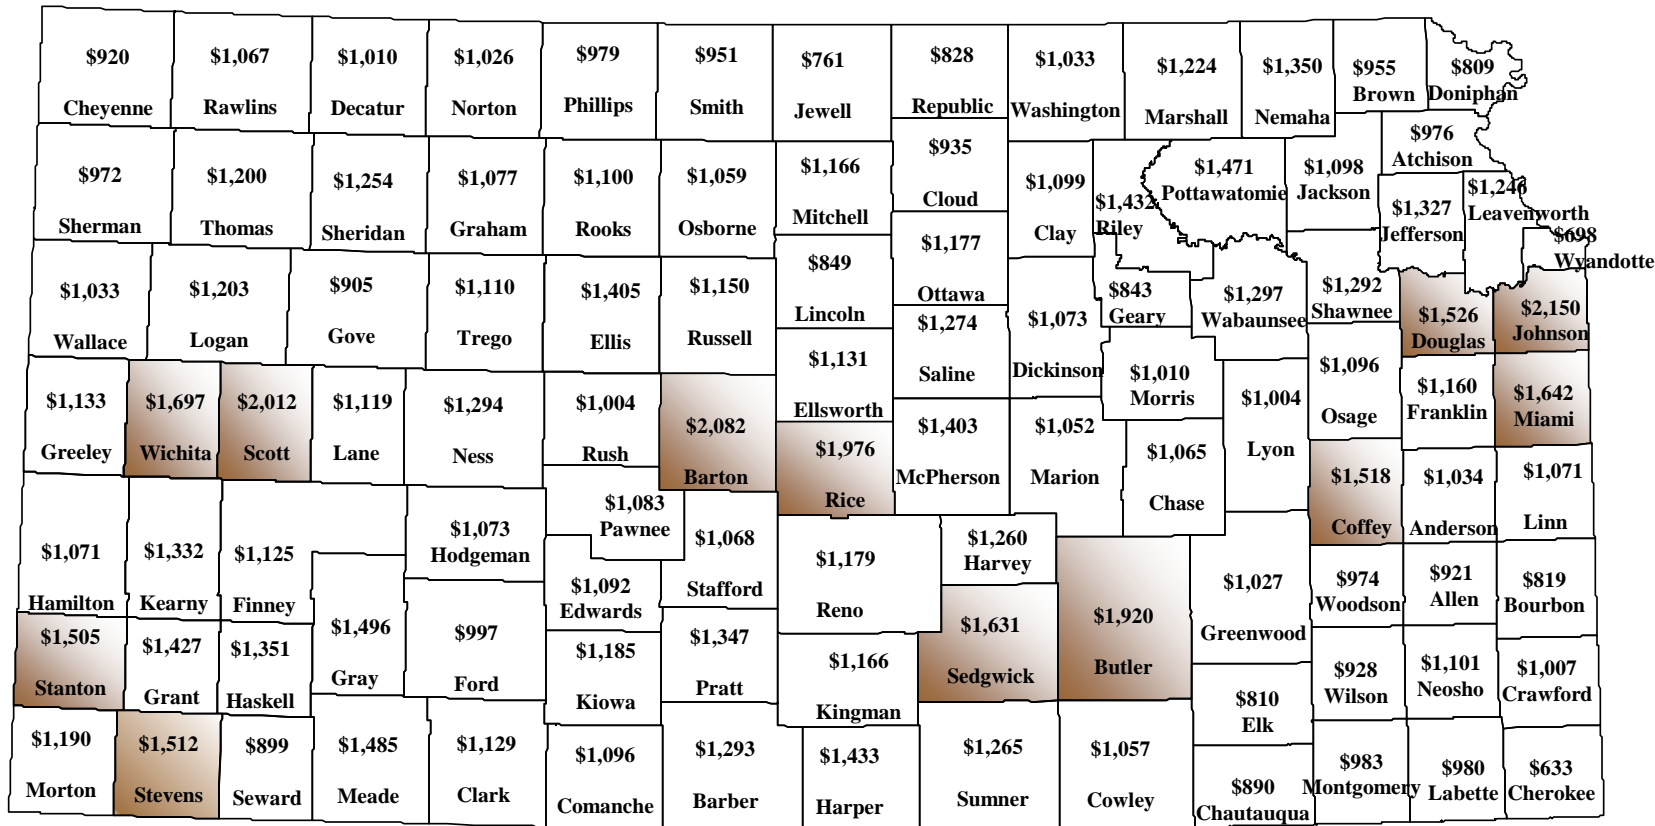 $920
Cheyenne
$1,067
Rawlins
$1,010
Decatur
$1,026
Norton
$979
Phillips
$951
Smith
$761
Jewell
$828
Republic
$1,033
Washington
$1,224
Marshall
$1,350
Nemaha
$955
Brown
$809
Doniphan
$972
Sherman
$1,200
Thomas
$1,254
Sheridan
$1,077
Graham
$1,100
Rooks
$1,059
Osborne
$1,166
Mitchell
$935
Cloud
$1,099
Clay
$1,432
Riley
$1,471
Pottawatomie
$1,098
Jackson
$976
Atchison
$1,327
Jefferson
$1,246
Leavenworth
$698
Wyandotte
$1,033
Wallace
$1,203
Logan
$905
Gove
$1,110
Trego
$1,405
Ellis
$1,150
Russell
$849
Lincoln
$1,177
Ottawa
$1,274
Saline
$1,073
Dickinson
$843
Geary
$1,297
Wabaunsee
$1,292
Shawnee
$1,526
Douglas
$2,150
Johnson
$1,133
Greeley
$1,697
Wichita
$2,012
Scott
$1,119
Lane
$1,294
Ness
$1,004
Rush
$2,082
Barton
$1,131
Ellsworth
$1,976
Rice
$1,403
McPherson
$1,052
Marion
$1,010
Morris
$1,065
Chase
$1,004
Lyon
$1,096
Osage
$1,160
Franklin
$1,642
Miami
$1,518
Coffey
$1,034
Anderson
$1,071
Linn
$1,071
Hamilton
$1,332
Kearny
$1,125
Finney
$1,073
Hodgeman
$1,083
Pawnee
$1,092
Edwards
$1,068
Stafford
$1,179
Reno
$1,260
Harvey
$1,631
Sedgwick
$1,920
Butler
$1,027
Greenwood
$974
Woodson
$921
Allen
$819
Bourbon
$1,505
Stanton
$1,427
Grant
$1,351
Haskell
$1,496
Gray
$997
Ford
$1,185
Kiowa
$1,347
Pratt
$1,166
Kingman
$810
Elk
$928
Wilson
$1,101
Neosho
$1,007
Crawford
$1,190
Morton
$1,512
Stevens
$899
Seward
$1,485
Meade
$1,129
Clark
$1,096
Comanche
$1,293
Barber
$1,433
Harper
$1,265
Sumner
$1,057
Cowley
$890
Chautauqua
$983
Montgomery
$980
Labette
$633
Cherokee